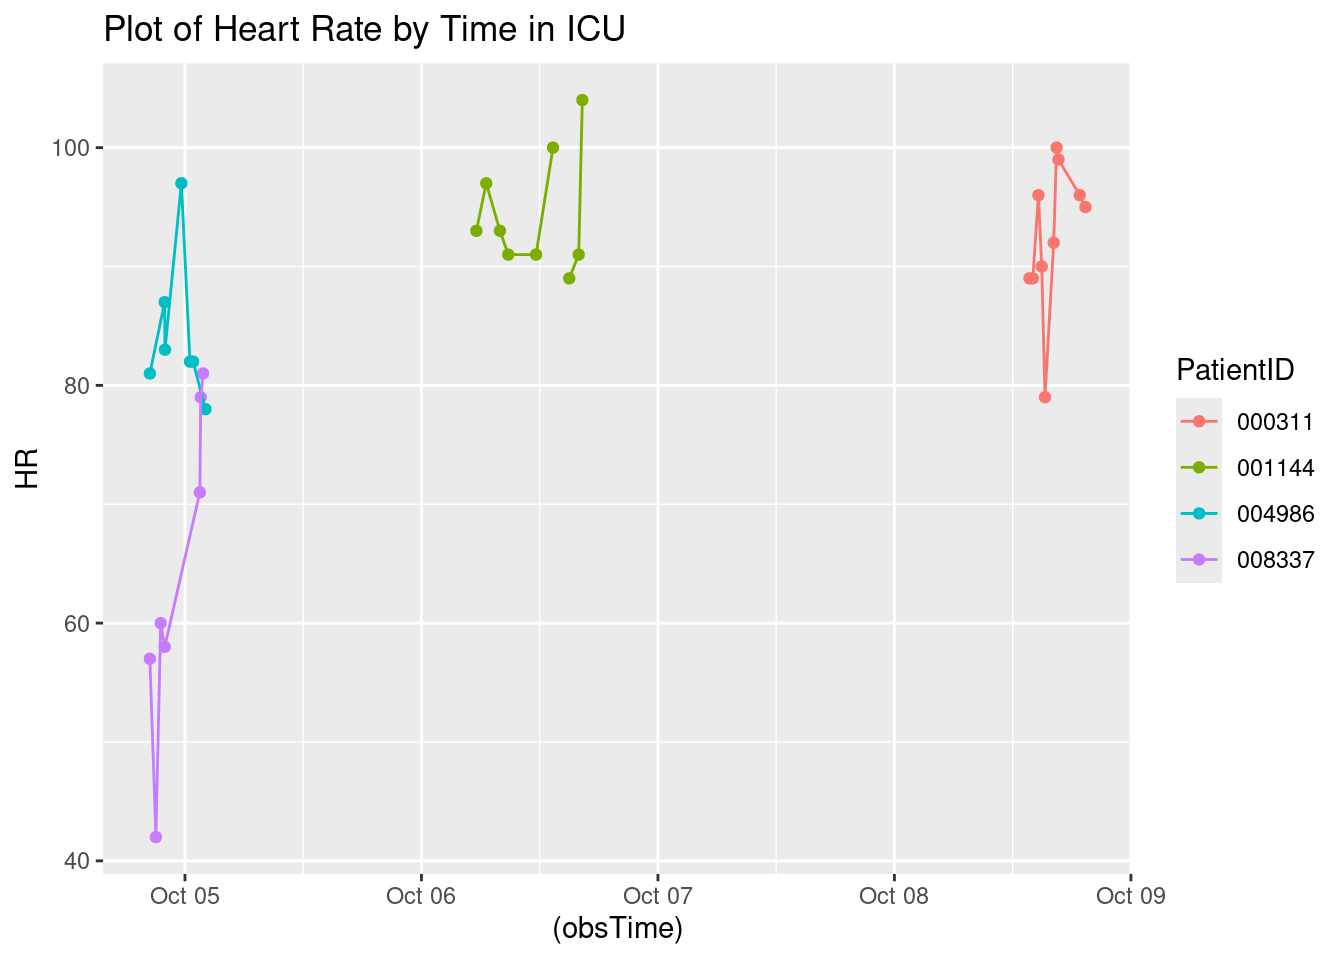 Plot of Heart Rate by Time in ICU
HR
100
80
60
40
Oct 05
Oct 06
Oct 07
Oct 08
Oct 09
(obsTime)
PatientID
000311
001144
004986
008337